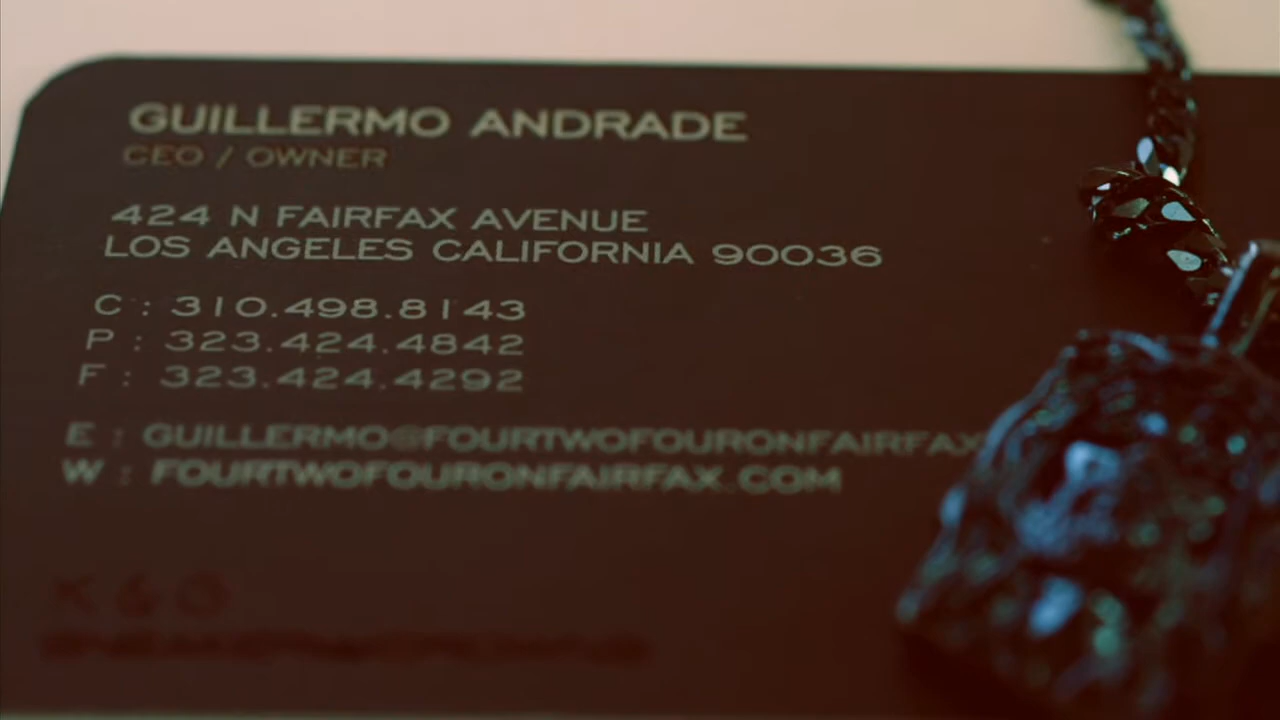 GUILLERMO ANDRADE
CEO / OWNER
424 N FAIRFAX AVENUE
LOS ANGELES CALIFORNIA 90036
C : 310.498.8143
P : 323.424.4842
F : 323.424.4292
E : GUILLERMO@FOURTWOFOURONFAIRFAX
W : FOURTWOFOURONFAIRFAX.COM